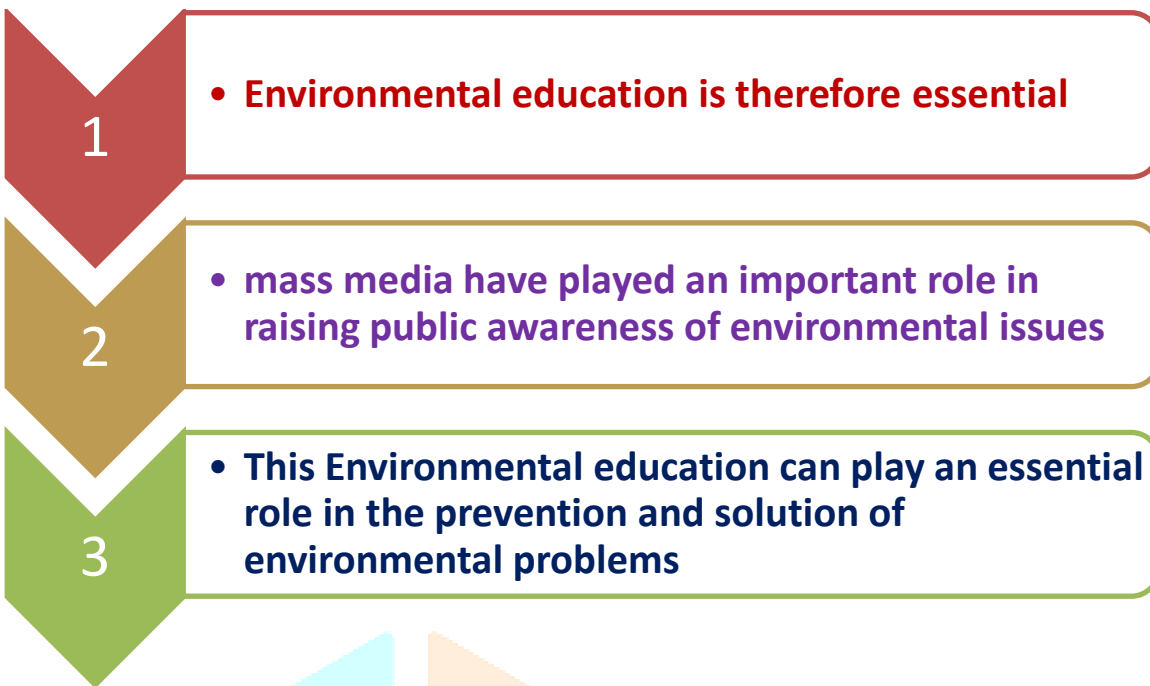 1
• Environmental education is therefore essential
2
• mass media have played an important role in
raising public awareness of environmental issues
3
• This Environmental education can play an essential
role in the prevention and solution of
environmental problems